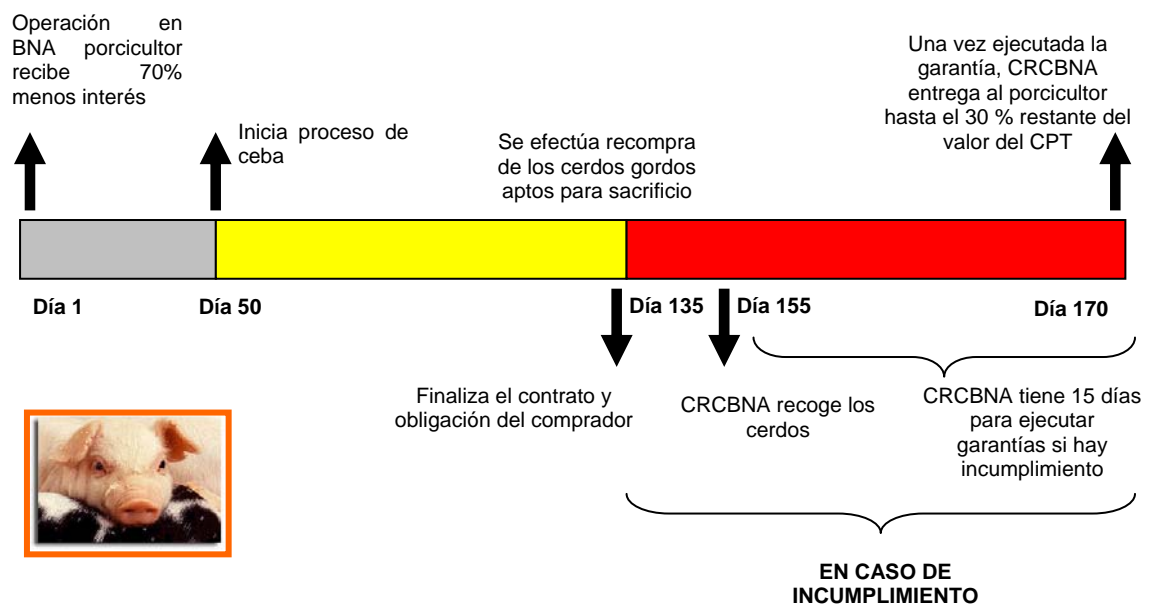 Operación en
BNA porcicultor
recibe 70%
menos interés
Inicia proceso de
ceba
Se efectúa recompra
de los cerdos gordos
aptos para sacrificio
Una vez ejecutada la
garantía, CRCBNA
entrega al porcicultor
hasta el 30 % restante del
valor del CPT
Día 1
Día 50
Día 135
Día 155
Día 170
Finaliza el contrato y
obligación del comprador
CRCBNA recoge los
cerdos
CRCBNA tiene 15 días
para ejecutar
garantías si hay
incumplimiento
EN CASO DE
INCUMPLIMIENTO